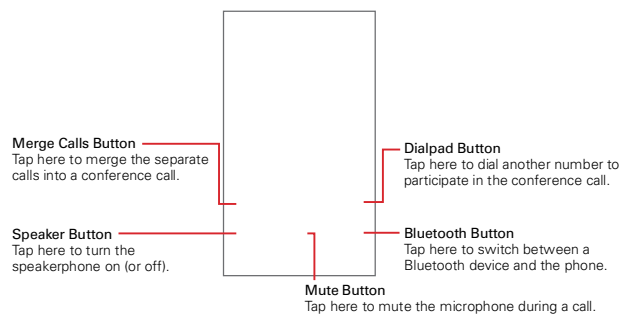 Merge Calls Button
Tap here to merge the separate
calls into a conference call.
Dialpad Button
Tap here to dial another number to
participate in the conference call.
Speaker Button
Tap here to turn the
speakerphone on (or off).
Bluetooth Button
Tap here to switch between a
Bluetooth device and the phone.
Mute Button
Tap here to mute the microphone during a call.